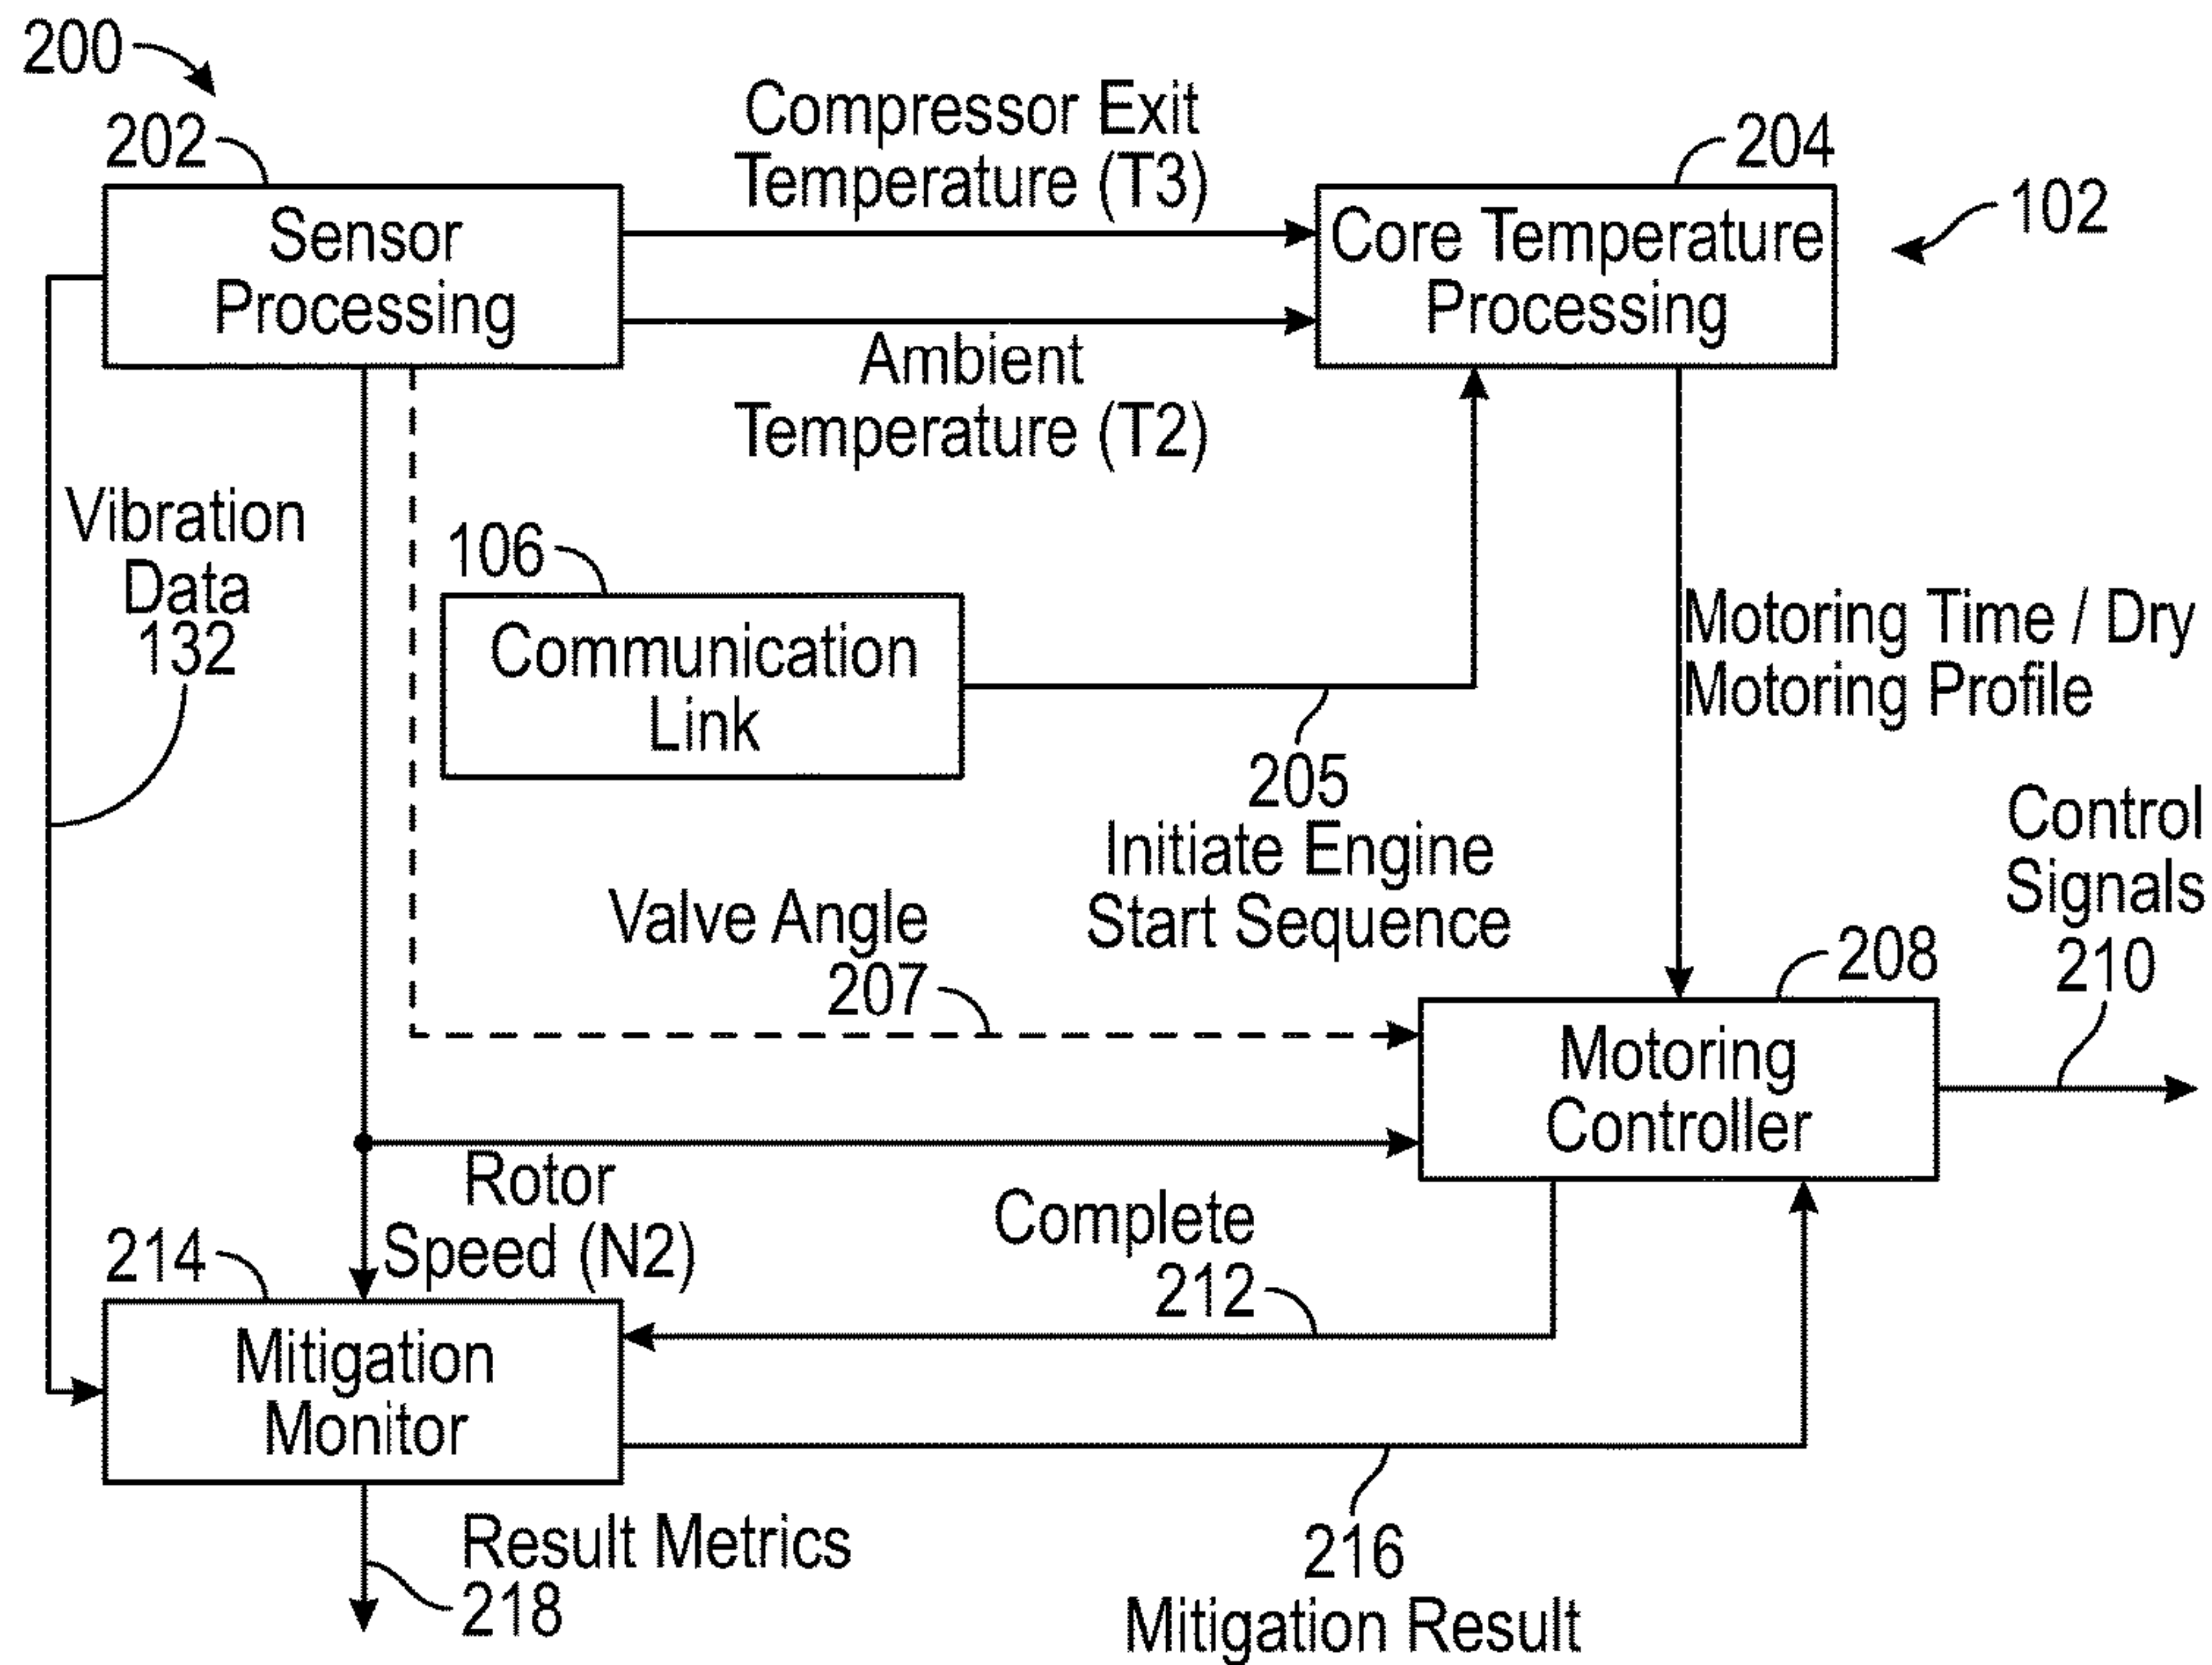 200
202
Compressor Exit
Temperature (T3)
204
102
Sensor
Processing
Core Temperature
Processing
Ambient
Temperature (T2)
Vibration
Data
132
106
Communication
Link
Motoring Time / Dry
Motoring Profile
205
Initiate Engine
Start Sequence
Control
Signals
210
Valve Angle
207
208
Motoring
Controller
Rotor
Speed (N2)
Complete
212
214
Mitigation
Monitor
Result Metrics
218
216
Mitigation Result